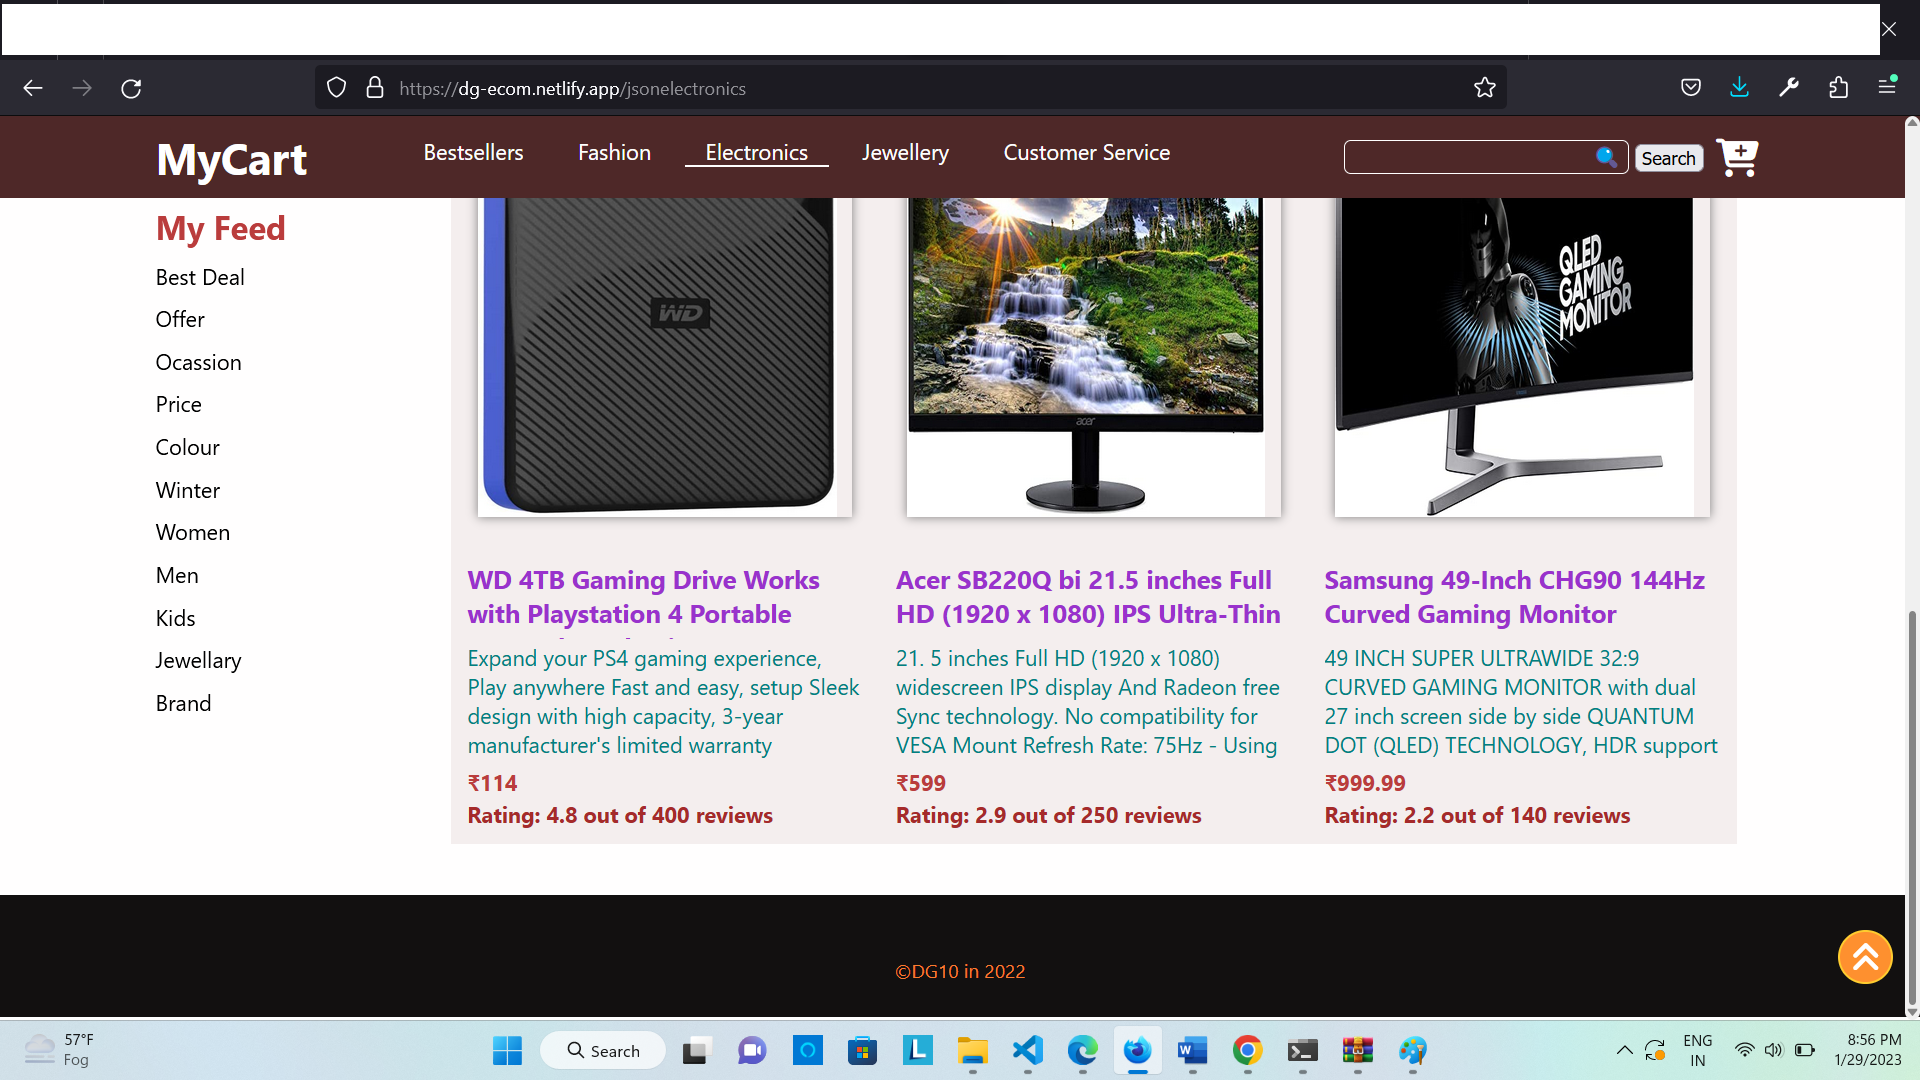 https://dg-ecom.netlify.app/jsonelectronics
MyCart
Bestsellers
Fashion
Electronics
Jewellery
Customer Service
Search
My Feed
Best Deal
Offer
Ocassion
Price
Colour
Winter
Women
Men
Kids
Jewellary
Brand
WD
acer
QLED
GAMING
MONITOR
WD 4TB Gaming Drive Works
with Playstation 4 Portable
Expand your PS4 gaming experience,
Play anywhere Fast and easy, setup Sleek
design with high capacity, 3-year
manufacturer's limited warranty
₹114
Rating: 4.8 out of 400 reviews
Acer SB220Q bi 21.5 inches Full
HD (1920 x 1080) IPS Ultra-Thin
21. 5 inches Full HD (1920 x 1080)
widescreen IPS display And Radeon free
Sync technology. No compatibility for
VESA Mount Refresh Rate: 75Hz - Using
₹599
Rating: 2.9 out of 250 reviews
Samsung 49-Inch CHG90 144Hz
Curved Gaming Monitor
49 INCH SUPER ULTRAWIDE 32:9
CURVED GAMING MONITOR with dual
27 inch screen side by side QUANTUM
DOT (QLED) TECHNOLOGY, HDR support
₹999.99
Rating: 2.2 out of 140 reviews
©DG10 in 2022
57°F
Fog
Search
ENG
IN
8:56 PM
1/29/2023